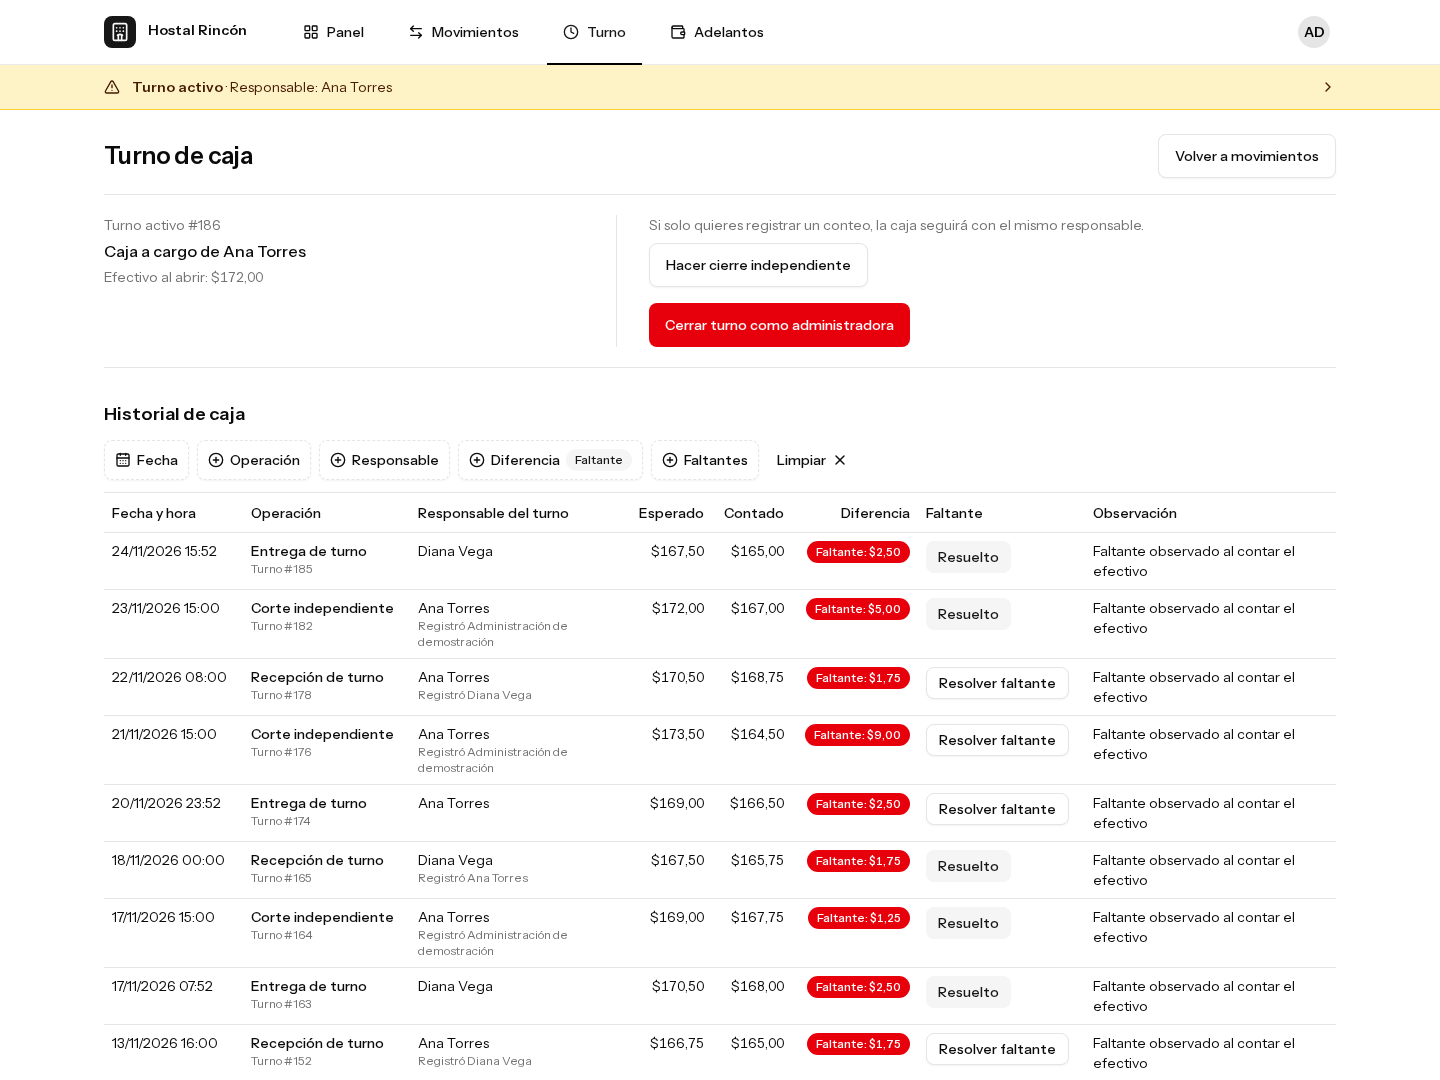 Hostal Rincón
Panel
Movimientos
Turno
Adelantos
AD
Turno activo · Responsable: Ana Torres
Turno de caja
Volver a movimientos
Turno activo #186
Caja a cargo de Ana Torres
Efectivo al abrir: $172,00
Si solo quieres registrar un conteo, la caja seguirá con el mismo responsable.
Hacer cierre independiente
Cerrar turno como administradora
Historial de caja
Fecha
Operación
Responsable
Diferencia Faltante
Faltantes
Limpiar
Fecha y hora Operación Responsable del turno Esperado Contado Diferencia Faltante Observación
24/11/2026 15:52 Entrega de turno Diana Vega $167,50 $165,00 Faltante: $2,50 Resuelto Faltante observado al contar el
Turno #185 efectivo
23/11/2026 15:00 Corte independiente Ana Torres $172,00 $167,00 Faltante: $5,00 Resuelto Faltante observado al contar el
Turno #182 Registró Administración de efectivo
demostración
22/11/2026 08:00 Recepción de turno Ana Torres $170,50 $168,75 Faltante: $1,75 Resolver faltante Faltante observado al contar el
Turno #178 Registró Diana Vega efectivo
21/11/2026 15:00 Corte independiente Ana Torres $173,50 $164,50 Faltante: $9,00 Resolver faltante Faltante observado al contar el
Turno #176 Registró Administración de efectivo
demostración
20/11/2026 23:52 Entrega de turno Ana Torres $169,00 $166,50 Faltante: $2,50 Resolver faltante Faltante observado al contar el
Turno #174 efectivo
18/11/2026 00:00 Recepción de turno Diana Vega $167,50 $165,75 Faltante: $1,75 Resuelto Faltante observado al contar el
Turno #165 Registró Ana Torres efectivo
17/11/2026 15:00 Corte independiente Ana Torres $169,00 $167,75 Faltante: $1,25 Resuelto Faltante observado al contar el
Turno #164 Registró Administración de efectivo
demostración
17/11/2026 07:52 Entrega de turno Diana Vega $170,50 $168,00 Faltante: $2,50 Resuelto Faltante observado al contar el
Turno #163 efectivo
13/11/2026 16:00 Recepción de turno Ana Torres $166,75 $165,00 Faltante: $1,75 Resolver faltante Faltante observado al contar el
Turno #152 Registró Diana Vega efectivo